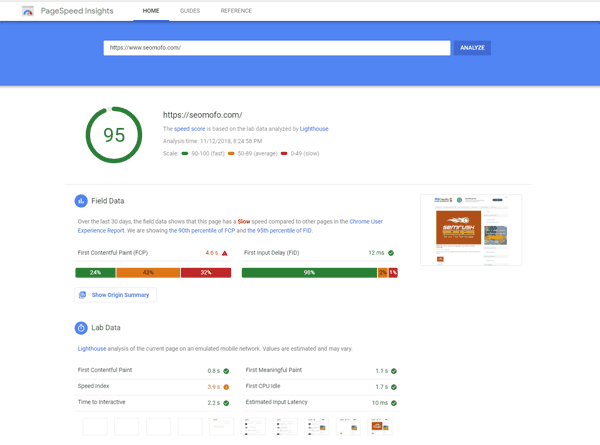 PageSpeed Insights
HOME GUIDES REFERENCE
https://www.seomofo.com/ ANALYZE
95
https://seomofo.com/
The speed score is based on the lab data analyzed by Lighthouse.
Analysis time: 11/12/2018, 8:24:58 PM
Scale: 90-100 (fast) 50-89 (average) 0-49 (slow)
Field Data
Over the last 30 days, the field data shows that this page has a Slow speed compared to other pages in the Chrome User
Experience Report. We are showing the 90th percentile of FCP and the 95th percentile of FID.
First Contentful Paint (FCP) 4.6 s First Input Delay (FID) 12 ms
24% 43% 32% 98% 2% 1%
Show Origin Summary
SEMRUSH
Lab Data
Lighthouse analysis of the current page on an emulated mobile network. Values are estimated and may vary.
First Contentful Paint 0.8 s First Meaningful Paint 1.1 s
Speed Index 3.9 s First CPU Idle 1.7 s
Time to Interactive 2.2 s Estimated Input Latency 10 ms